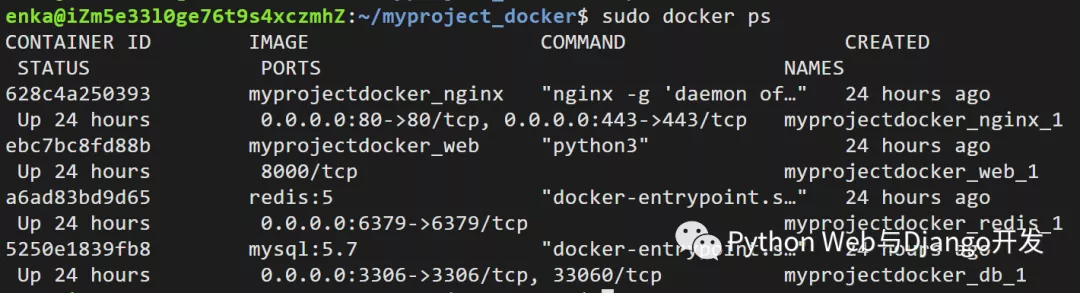 enka@iZm5e33l0ge76t9s4xczmhZ:~/myproject_docker$ sudo docker ps
CONTAINER ID IMAGE COMMAND CREATED
STATUS PORTS NAMES
628c4a250393 myprojectdocker_nginx "nginx -g 'daemon of…" 24 hours ago
Up 24 hours 0.0.0.0:80->80/tcp, 0.0.0.0:443->443/tcp myprojectdocker_nginx_1
ebc7bc8fd88b myprojectdocker_web "python3" 24 hours ago
Up 24 hours 8000/tcp myprojectdocker_web_1
a6ad83bd9d65 redis:5 "docker-entrypoint.s…" 24 hours ago
Up 24 hours 0.0.0.0:6379->6379/tcp myprojectdocker_redis_1
5250e1839fb8 mysql:5.7 "docker-entrypoint.s…" 24 hours ago
Up 24 hours 0.0.0.0:3306->3306/tcp, 33060/tcp myprojectdocker_db_1
Python Web与Django开发